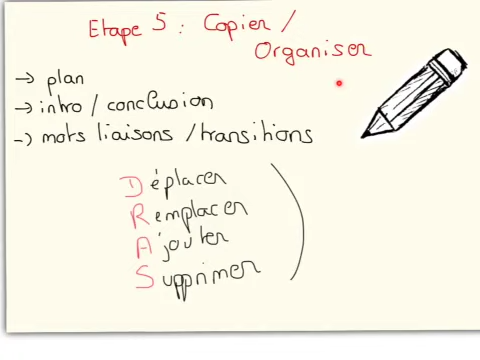 Etape 5 : Copier /
Organiser
→ plan
→ intro / conclusion
→ mots liaisons / transitions
Déplacer
Remplacer
Ajouter
Supprimer